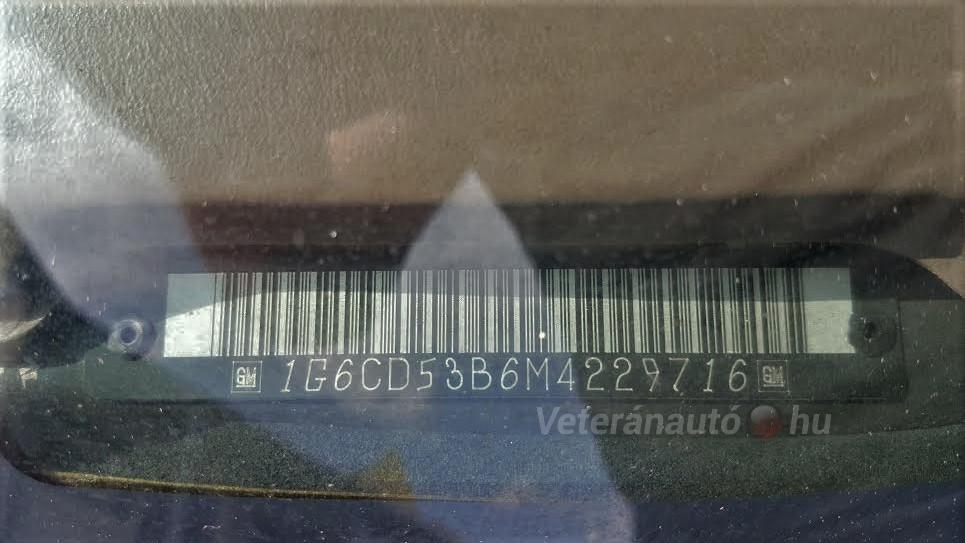 GM 1G6CD53B6M4229716 GM
Veteránautó hu